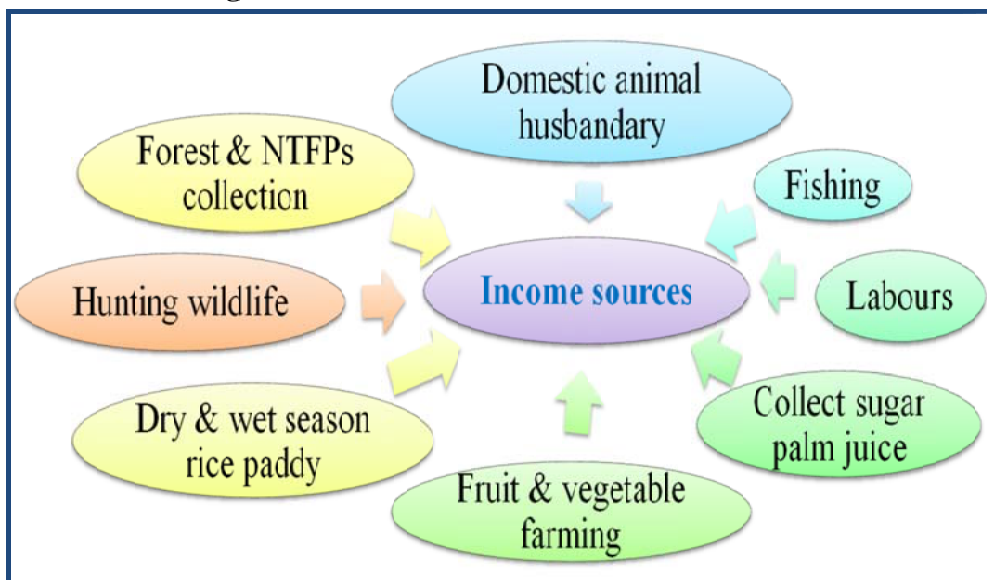 Domestic animal
husbandary
Forest & NTFPs
collection
Fishing
Hunting wildlife
Income sources
Labours
Dry & wet season
rice paddy
Collect sugar
palm juice
Fruit & vegetable
farming